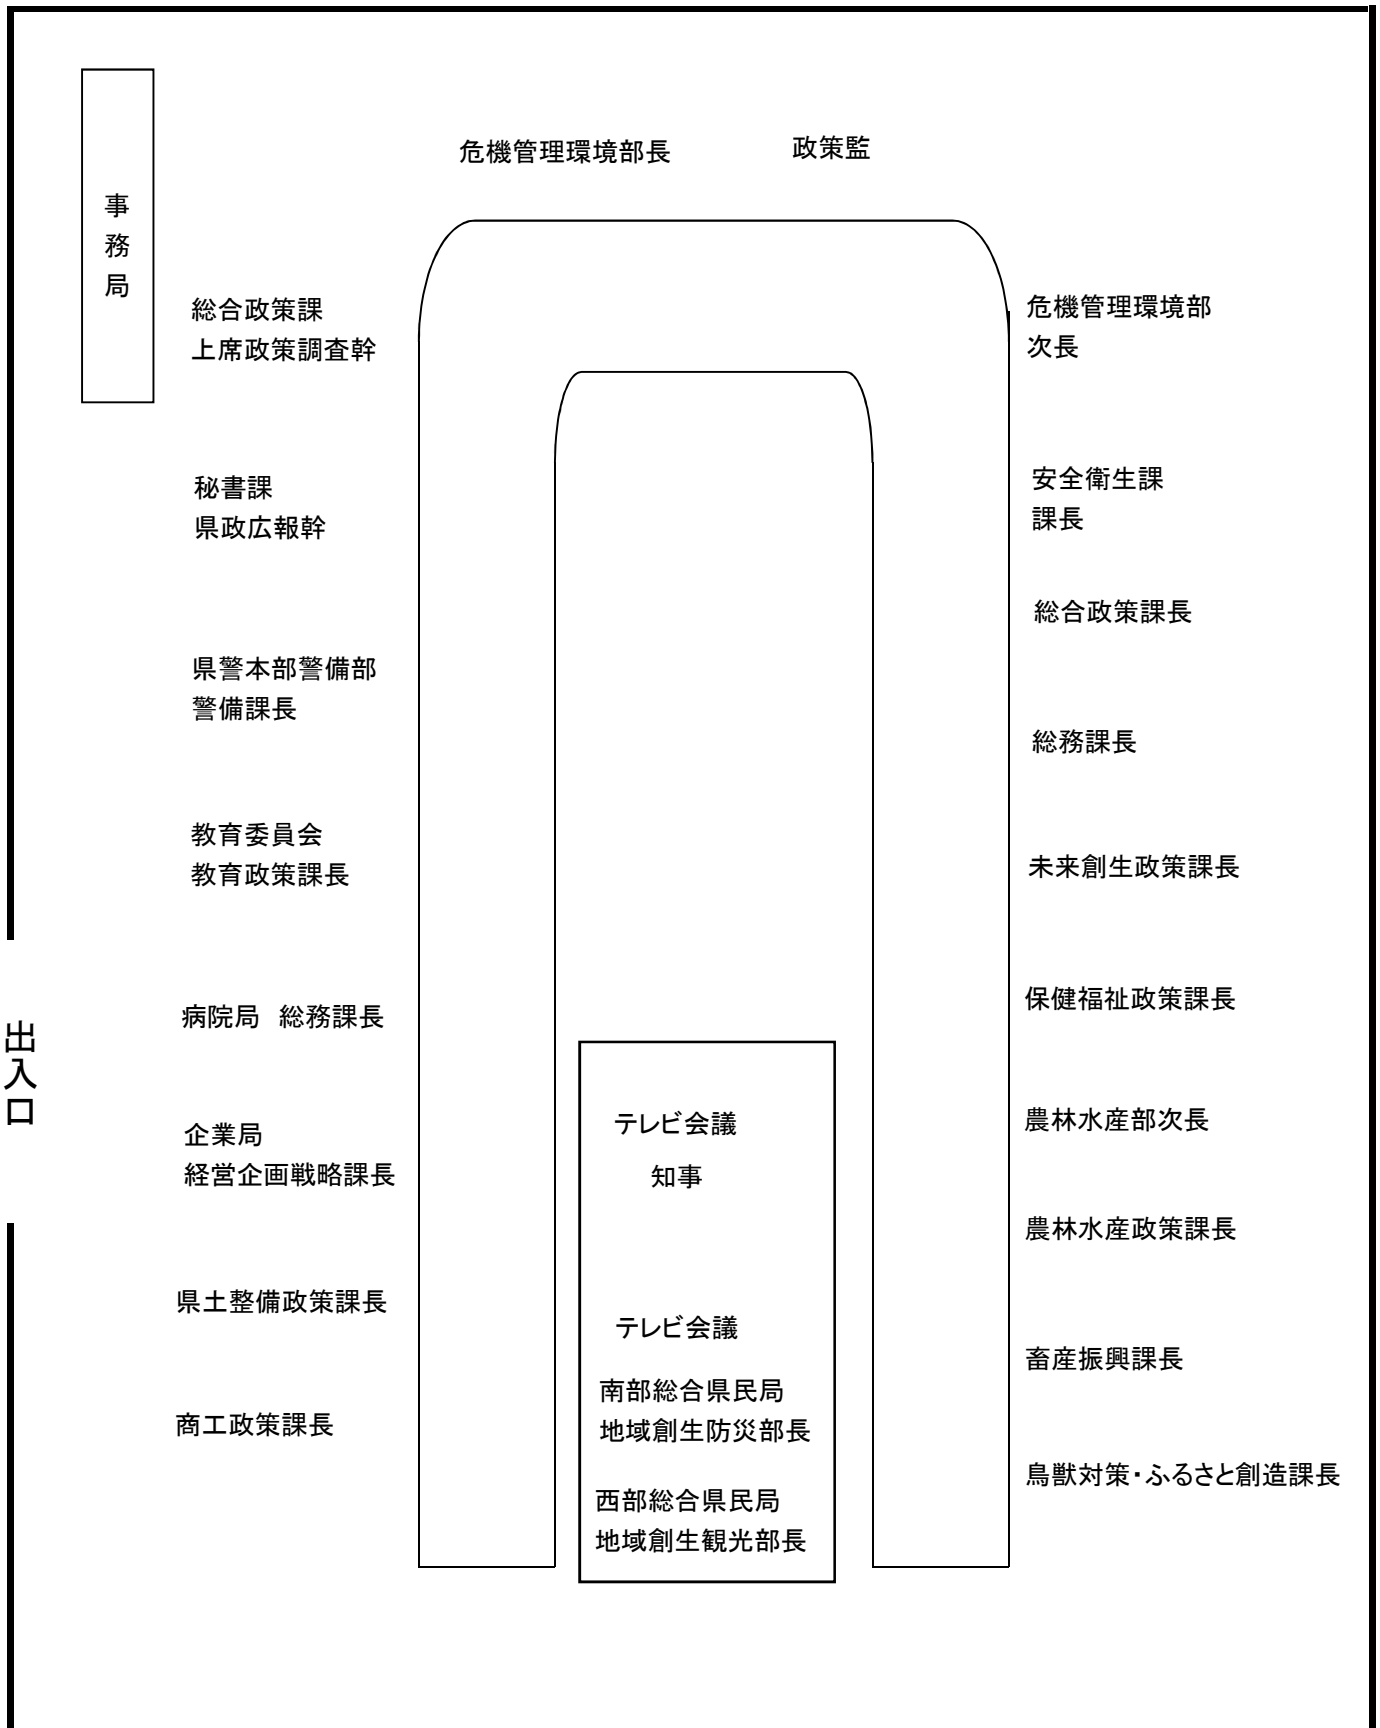 危機管理環境部長
政策監
事務局
総合政策課
上席政策調査幹
秘書課
県政広報幹
県警本部警備部
警備課長
教育委員会
教育政策課長
病院局　総務課長
企業局
経営企画戦略課長
県土整備政策課長
商工政策課長
出入口
テレビ会議
知事
テレビ会議
南部総合県民局
地域創生防災部長
西部総合県民局
地域創生観光部長
危機管理環境部
次長
安全衛生課
課長
総合政策課長
総務課長
未来創生政策課長
保健福祉政策課長
農林水産部次長
農林水産政策課長
畜産振興課長
鳥獣対策・ふるさと創造課長